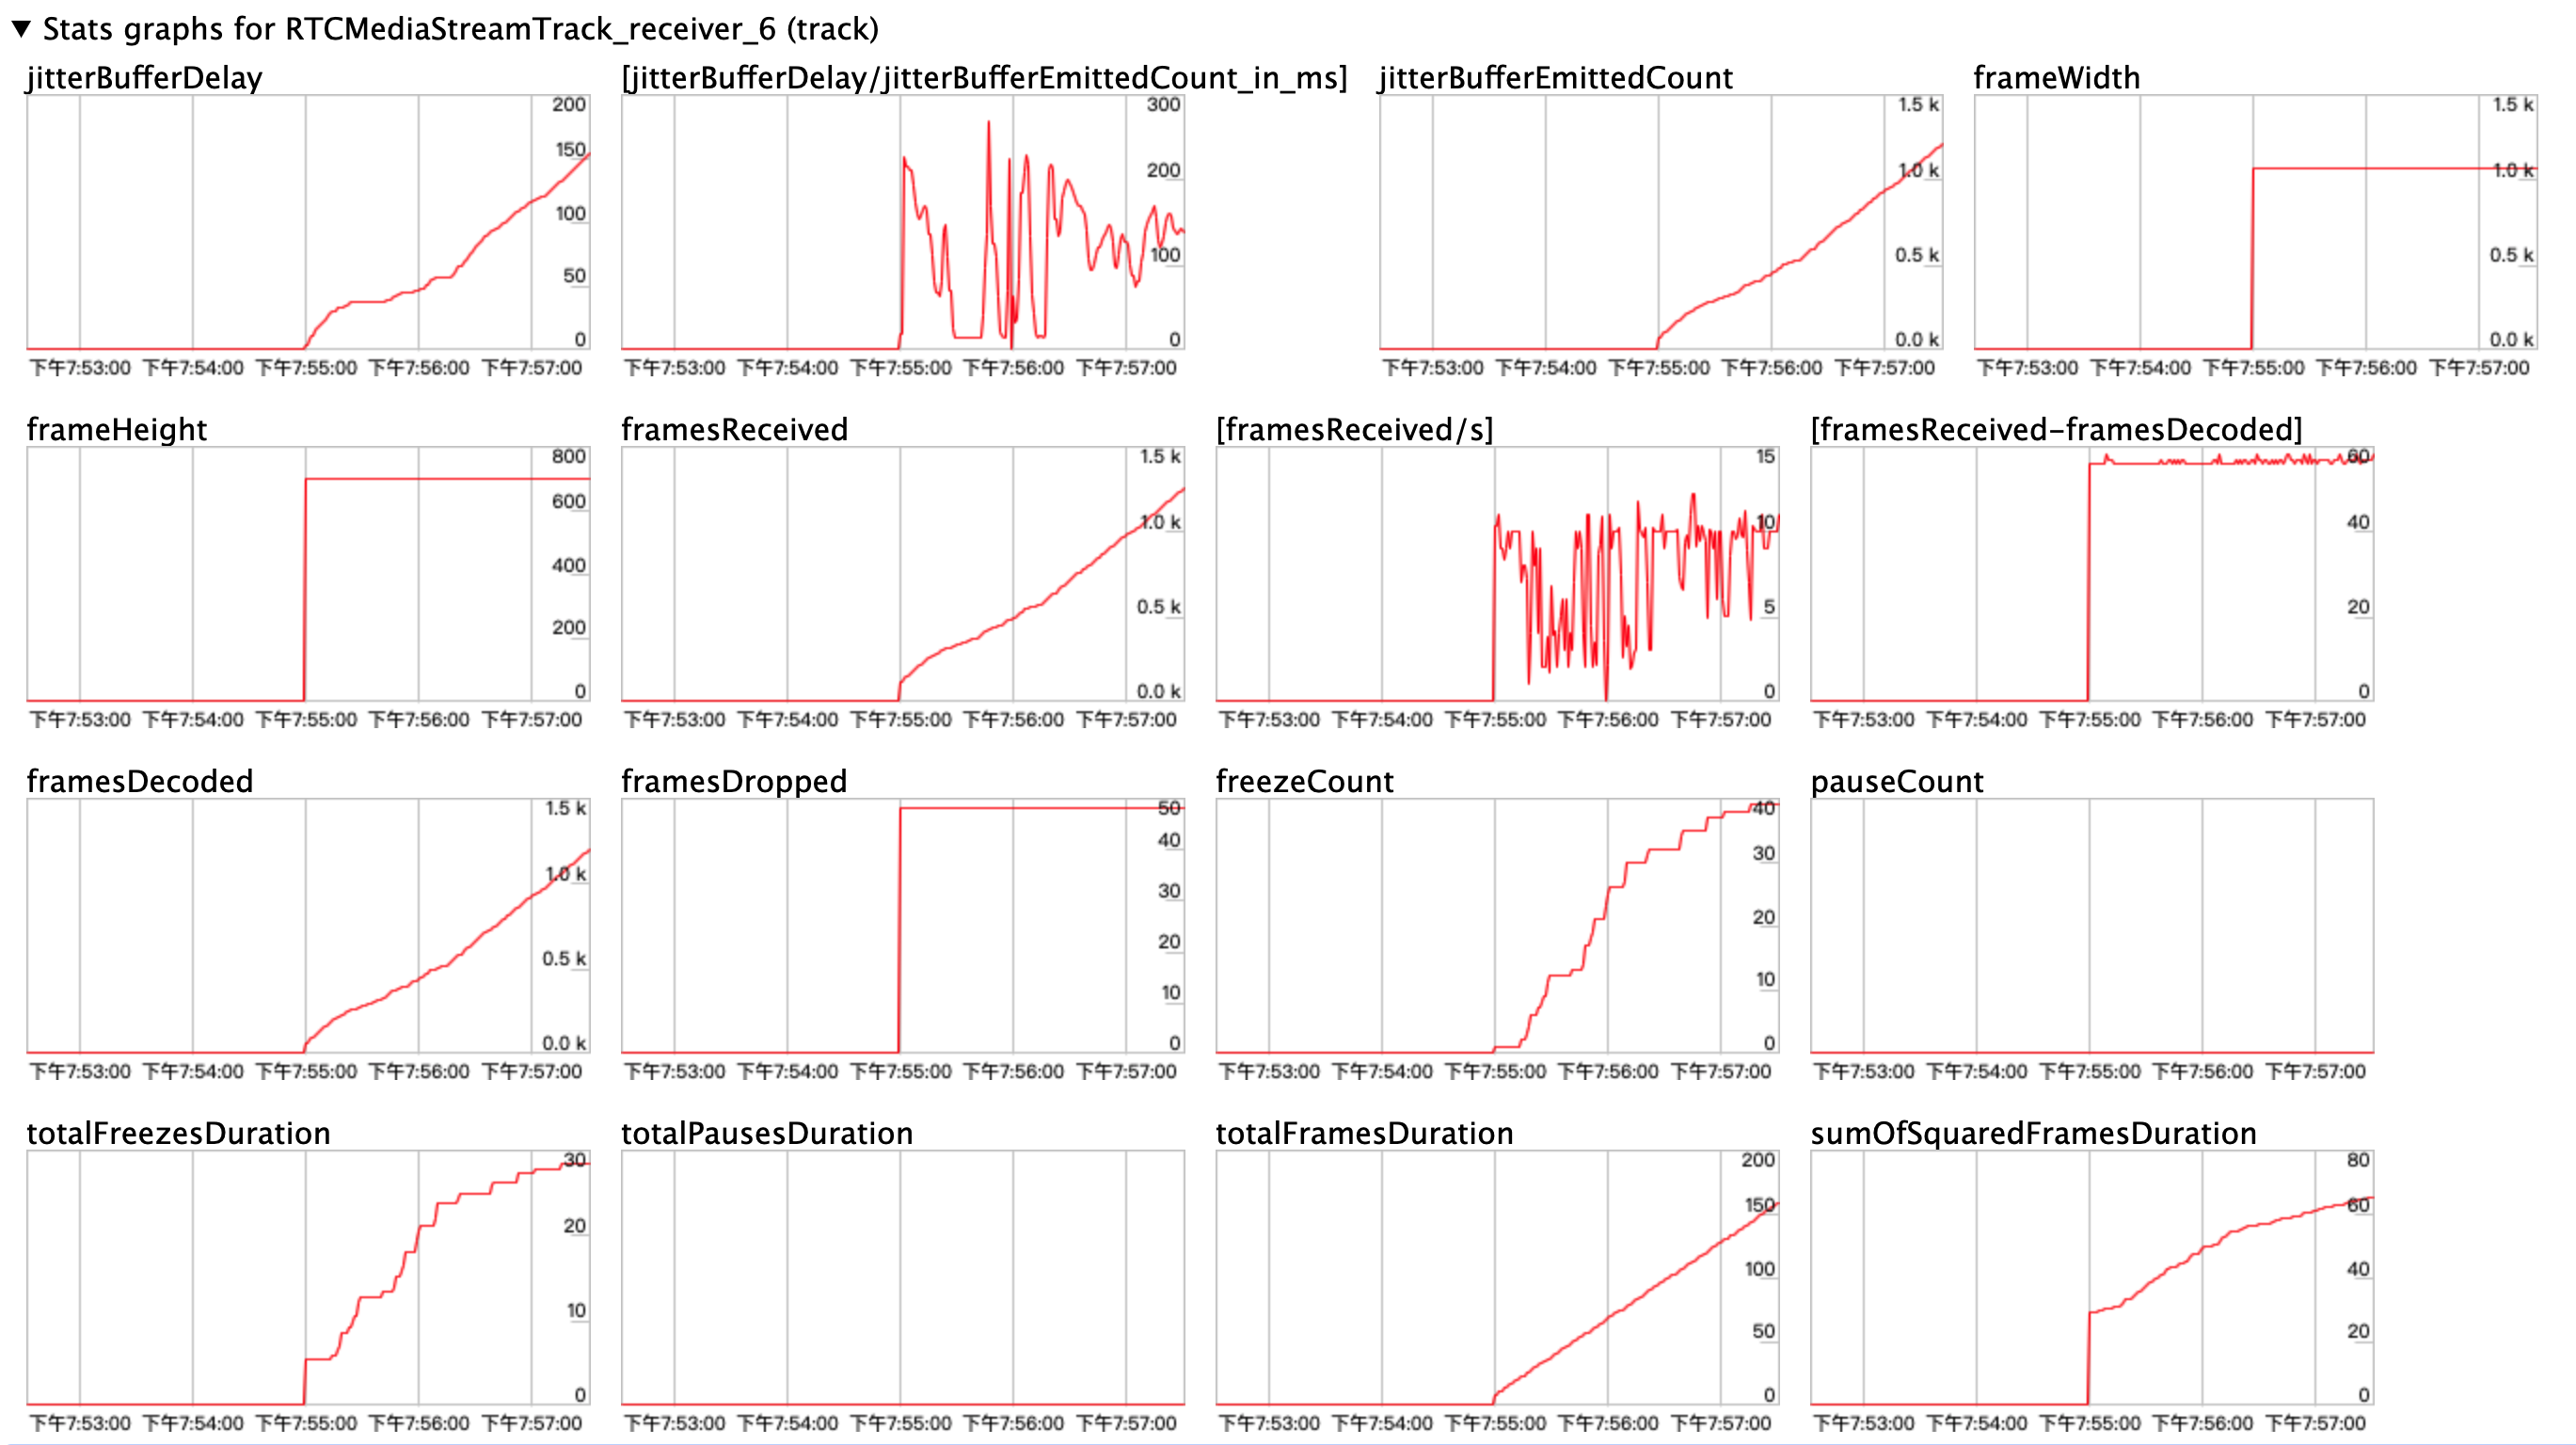 ▼ Stats graphs for RTCMediaStreamTrack_receiver_6 (track)
jitterBufferDelay
200
150
100
50
0
下午7:53:00 下午7:54:00 下午7:55:00 下午7:56:00 下午7:57:00
[jitterBufferDelay/jitterBufferEmittedCount_in_ms]
300
200
100
0
下午7:53:00 下午7:54:00 下午7:55:00 下午7:56:00 下午7:57:00
jitterBufferEmittedCount
1.5 k
1.0 k
0.5 k
0.0 k
下午7:53:00 下午7:54:00 下午7:55:00 下午7:56:00 下午7:57:00
frameWidth
1.5 k
1.0 k
0.5 k
0.0 k
下午7:53:00 下午7:54:00 下午7:55:00 下午7:56:00 下午7:57:00
frameHeight
800
600
400
200
0
下午7:53:00 下午7:54:00 下午7:55:00 下午7:56:00 下午7:57:00
framesReceived
1.5 k
1.0 k
0.5 k
0.0 k
下午7:53:00 下午7:54:00 下午7:55:00 下午7:56:00 下午7:57:00
[framesReceived/s]
15
10
5
0
下午7:53:00 下午7:54:00 下午7:55:00 下午7:56:00 下午7:57:00
[framesReceived-framesDecoded]
60
40
20
0
下午7:53:00 下午7:54:00 下午7:55:00 下午7:56:00 下午7:57:00
framesDecoded
1.5 k
1.0 k
0.5 k
0.0 k
下午7:53:00 下午7:54:00 下午7:55:00 下午7:56:00 下午7:57:00
framesDropped
50
40
30
20
10
0
下午7:53:00 下午7:54:00 下午7:55:00 下午7:56:00 下午7:57:00
freezeCount
40
30
20
10
0
下午7:53:00 下午7:54:00 下午7:55:00 下午7:56:00 下午7:57:00
pauseCount
下午7:53:00 下午7:54:00 下午7:55:00 下午7:56:00 下午7:57:00
totalFreezesDuration
30
20
10
0
下午7:53:00 下午7:54:00 下午7:55:00 下午7:56:00 下午7:57:00
totalPausesDuration
下午7:53:00 下午7:54:00 下午7:55:00 下午7:56:00 下午7:57:00
totalFramesDuration
200
150
100
50
0
下午7:53:00 下午7:54:00 下午7:55:00 下午7:56:00 下午7:57:00
sumOfSquaredFramesDuration
80
60
40
20
0
下午7:53:00 下午7:54:00 下午7:55:00 下午7:56:00 下午7:57:00